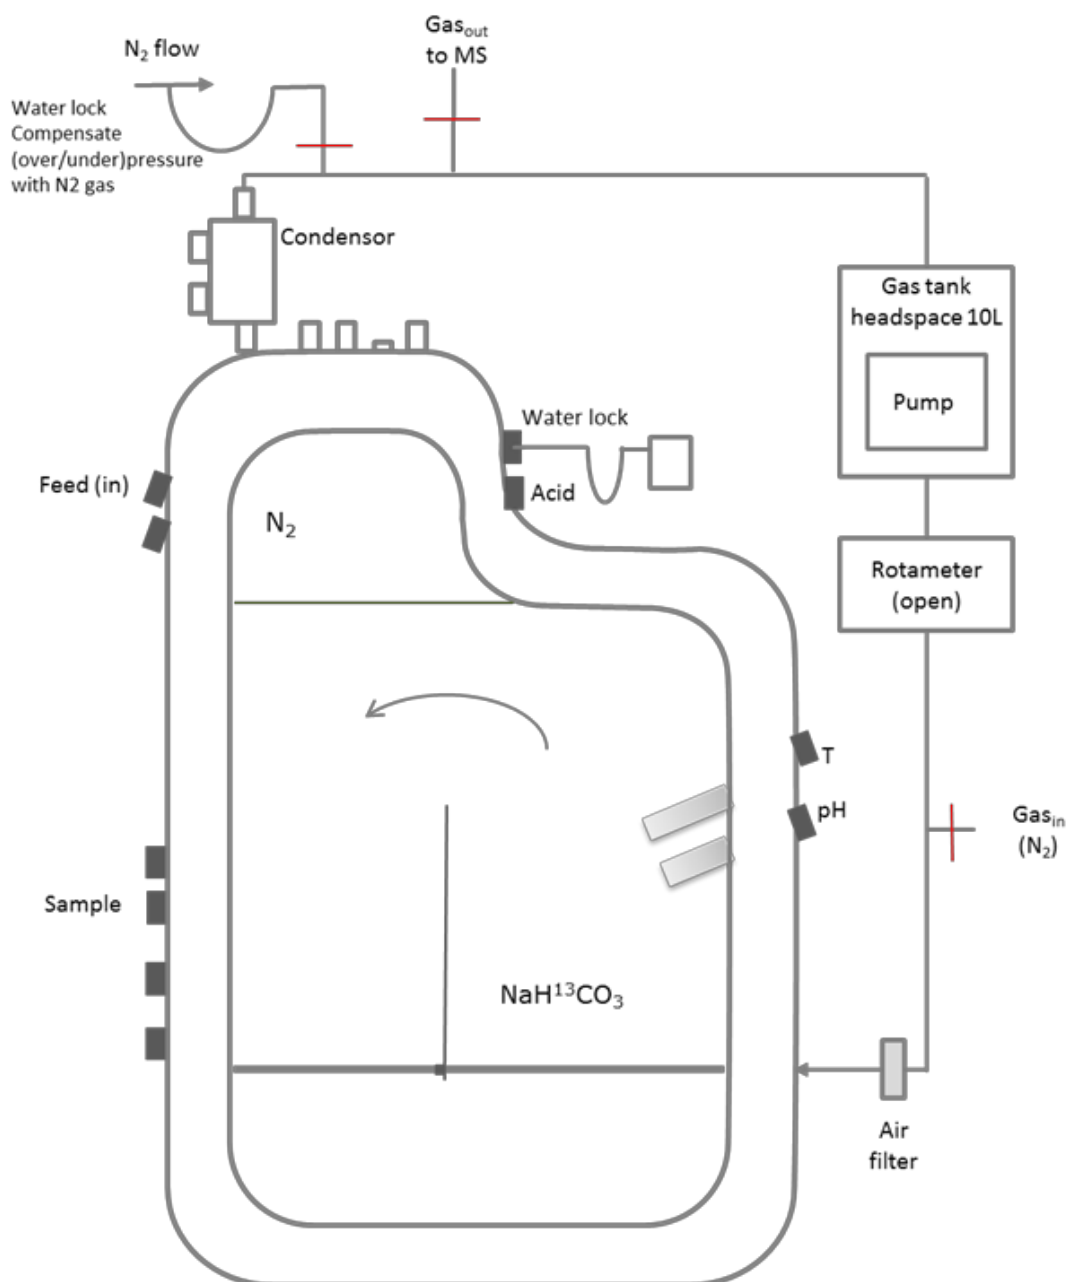 N₂ flow
Gasout
to MS
Water lock
Compensate
(over/under)pressure
with N2 gas
Condensor
Gas tank
headspace 10L
Pump
Water lock
Feed (in)
Acid
N₂
Rotameter
(open)
T
pH
Gasin
(N₂)
Sample
NaH¹³CO₃
Air
filter